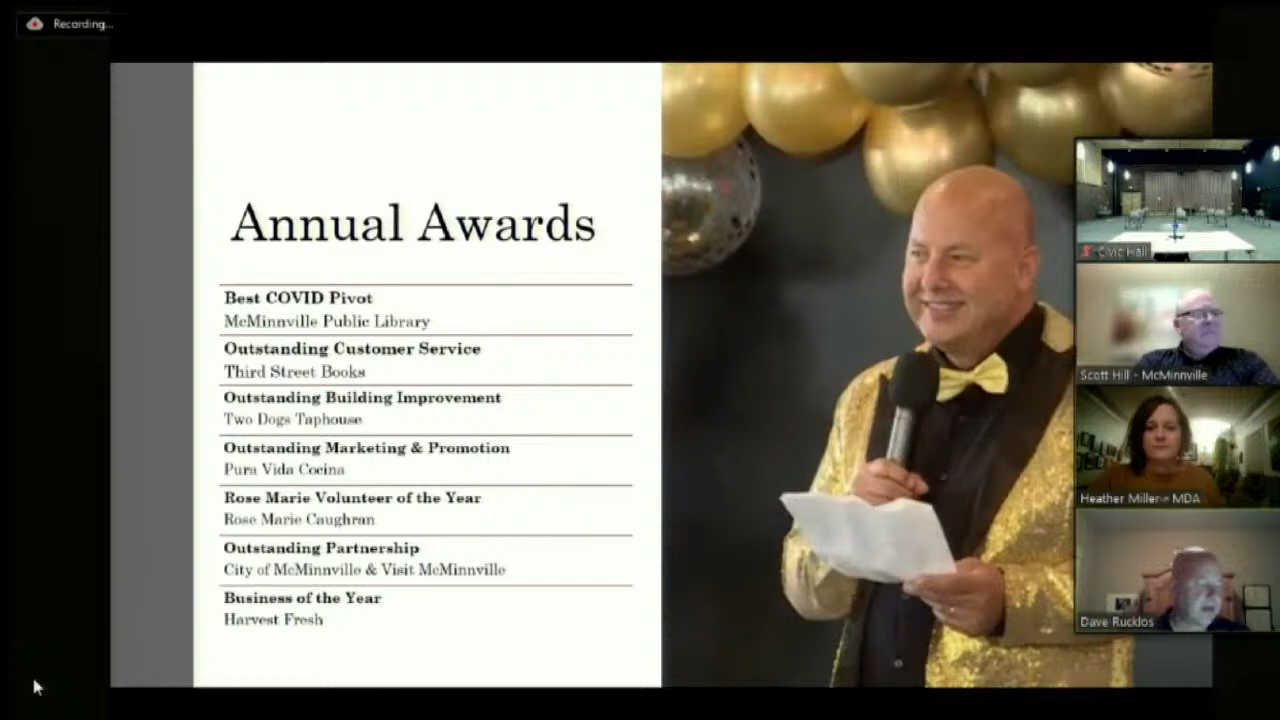 Recording...
Annual Awards
Best COVID Pivot
McMinnville Public Library
Outstanding Customer Service
Third Street Books
Outstanding Building Improvement
Two Dogs Taphouse
Outstanding Marketing & Promotion
Pura Vida Cocina
Rose Marie Volunteer of the Year
Rose Marie Caughran
Outstanding Partnership
City of McMinnville & Visit McMinnville
Business of the Year
Harvest Fresh
Civic Hall
Scott Hill - McMinnville
Heather Miller - MDA
Dave Rucklos